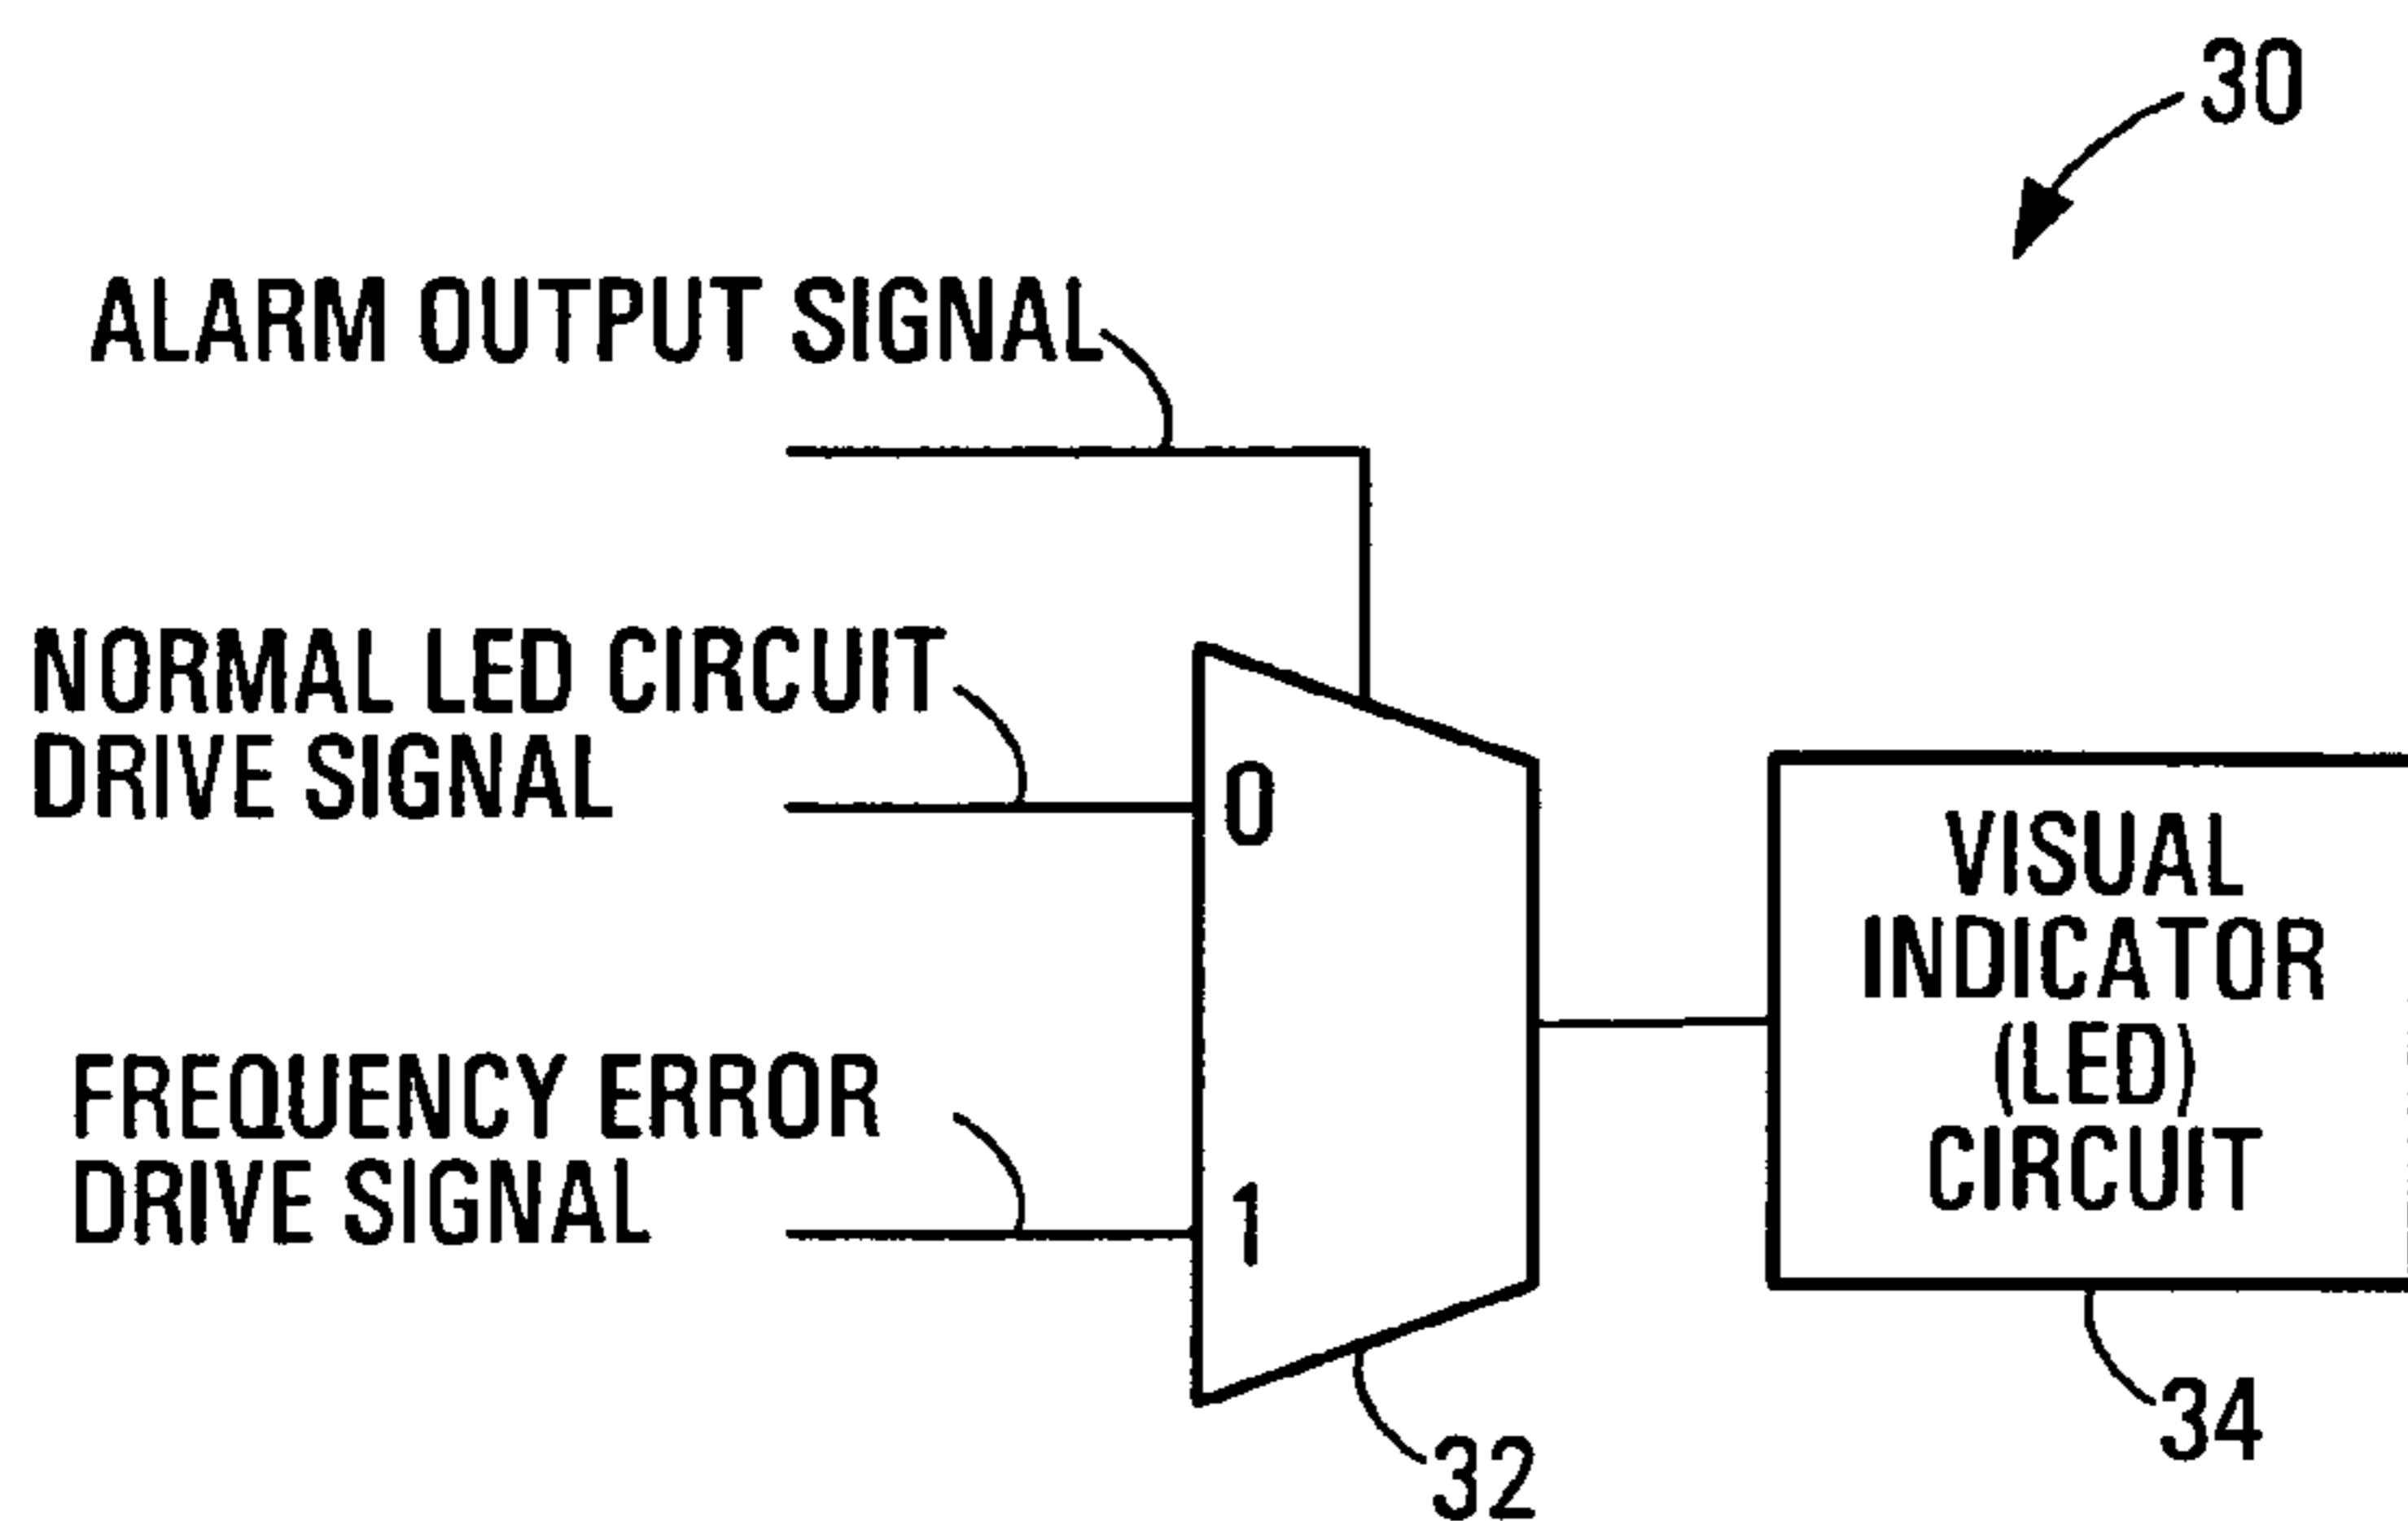 30
ALARM OUTPUT SIGNAL
NORMAL LED CIRCUIT
DRIVE SIGNAL
0
VISUAL
INDICATOR
(LED)
CIRCUIT
FREQUENCY ERROR
DRIVE SIGNAL
1
34
32